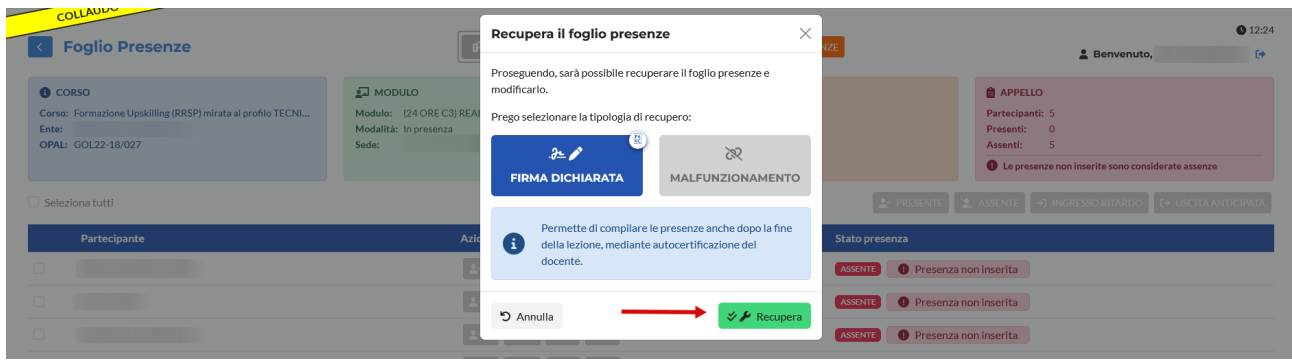 COLLAUDO
Foglio Presenze
12:24
Benvenuto,
CORSO
Corso: Formazione Upskilling (RRSP) mirata al profilo TECNI...
Ente:
OPAL: GOL22-18/027
MODULO
Modulo: (24 ORE C3) REA
Modalità: In presenza
Sede:
APPELLO
Partecipanti: 5
Presenti: 0
Assenti: 5
Le presenze non inserite sono considerate assenze
Recupera il foglio presenze
Proseguendo, sarà possibile recuperare il foglio presenze e
modificarlo.
Prego selezionare la tipologia di recupero:
FIRMA DICHIARATA
MALFUNZIONAMENTO
Permette di compilare le presenze anche dopo la fine
della lezione, mediante autocertificazione del
docente.
Annulla
Recupera
Seleziona tutti
PRESENTE
ASSENTE
INGRESSO RITARDO
USCITA ANTICIPATA
Partecipante
Stato presenza
ASSENTE Presenza non inserita
ASSENTE Presenza non inserita
ASSENTE Presenza non inserita